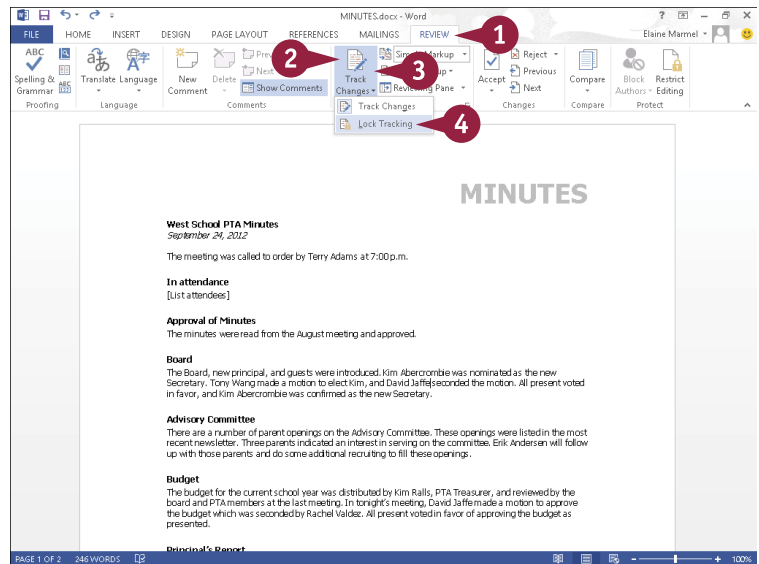 MINUTES.docx - Word
FILE HOME INSERT DESIGN PAGE LAYOUT REFERENCES MAILINGS REVIEW
Elaine Marmel
1
2
3
4
ABC
Spelling &
Grammar
ABC
123
Proofing
Translate Language
Language
New
Comment
Delete
Prev
Next
Show Comments
Comments
Track
Changes
Simple Markup
Reviewing Pane
Track Changes
Lock Tracking
Accept
Reject
Previous
Next
Changes
Compare
Compare
Block
Authors
Restrict
Editing
Protect
MINUTES
West School PTA Minutes
September 24, 2012
The meeting was called to order by Terry Adams at 7:00 p.m.
In attendance
[List attendees]
Approval of Minutes
The minutes were read from the August meeting and approved.
Board
The Board, new principal, and guests were introduced. Kim Abercrombie was nominated as the new
Secretary. Tony Wang made a motion to elect Kim, and David Jaffe seconded the motion. All present voted
in favor, and Kim Abercrombie was confirmed as the new Secretary.
Advisory Committee
There are a number of parent openings on the Advisory Committee. These openings were listed in the most
recent newsletter. Three parents indicated an interest in serving on the committee. Erik Andersen will follow
up with those parents and do some additional recruiting to fill these openings.
Budget
The budget for the current school year was distributed by Kim Ralls, PTA Treasurer, and reviewed by the
board and PTA members at the last meeting. In tonight's meeting, David Jaffe made a motion to approve
the budget which was seconded by Rachel Valdez. All present voted in favor of approving the budget as
presented.
Principal's Report
PAGE 1 OF 2 246 WORDS
100%